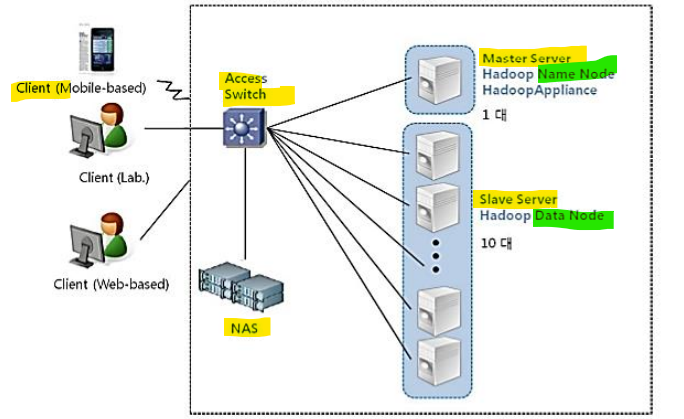 Client (Mobile-based)
Client (Lab.)
Client (Web-based)
Access
Switch
NAS
Master Server
Hadoop Name Node
HadoopAppliance
1 대
Slave Server
Hadoop Data Node
10 대